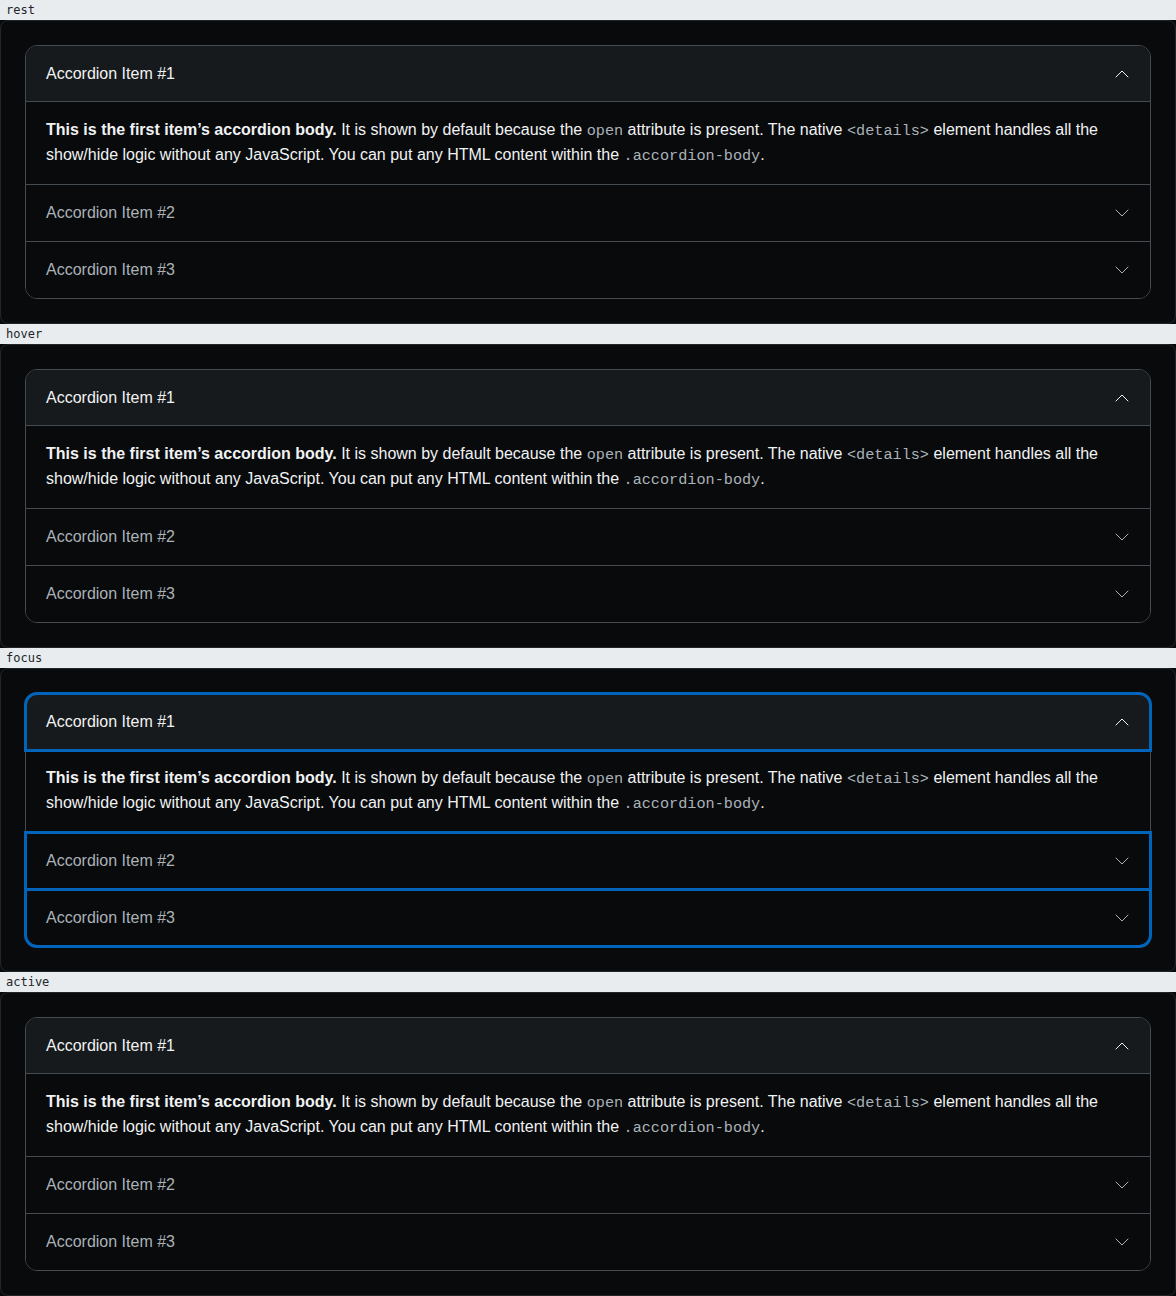 rest
Accordion Item #1
This is the first item’s accordion body. It is shown by default because the open attribute is present. The native <details> element handles all the
show/hide logic without any JavaScript. You can put any HTML content within the .accordion-body.
Accordion Item #2
Accordion Item #3
hover
Accordion Item #1
This is the first item’s accordion body. It is shown by default because the open attribute is present. The native <details> element handles all the
show/hide logic without any JavaScript. You can put any HTML content within the .accordion-body.
Accordion Item #2
Accordion Item #3
focus
Accordion Item #1
This is the first item’s accordion body. It is shown by default because the open attribute is present. The native <details> element handles all the
show/hide logic without any JavaScript. You can put any HTML content within the .accordion-body.
Accordion Item #2
Accordion Item #3
active
Accordion Item #1
This is the first item’s accordion body. It is shown by default because the open attribute is present. The native <details> element handles all the
show/hide logic without any JavaScript. You can put any HTML content within the .accordion-body.
Accordion Item #2
Accordion Item #3